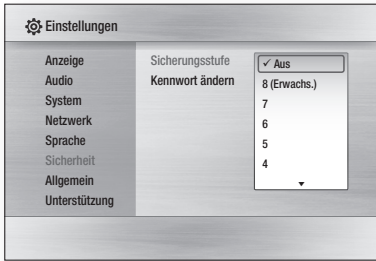 Einstellungen
Anzeige
Audio
System
Netzwerk
Sprache
Sicherheit
Allgemein
Unterstützung
Sicherungsstufe
Kennwort ändern
✓ Aus
8 (Erwachs.)
7
6
5
4